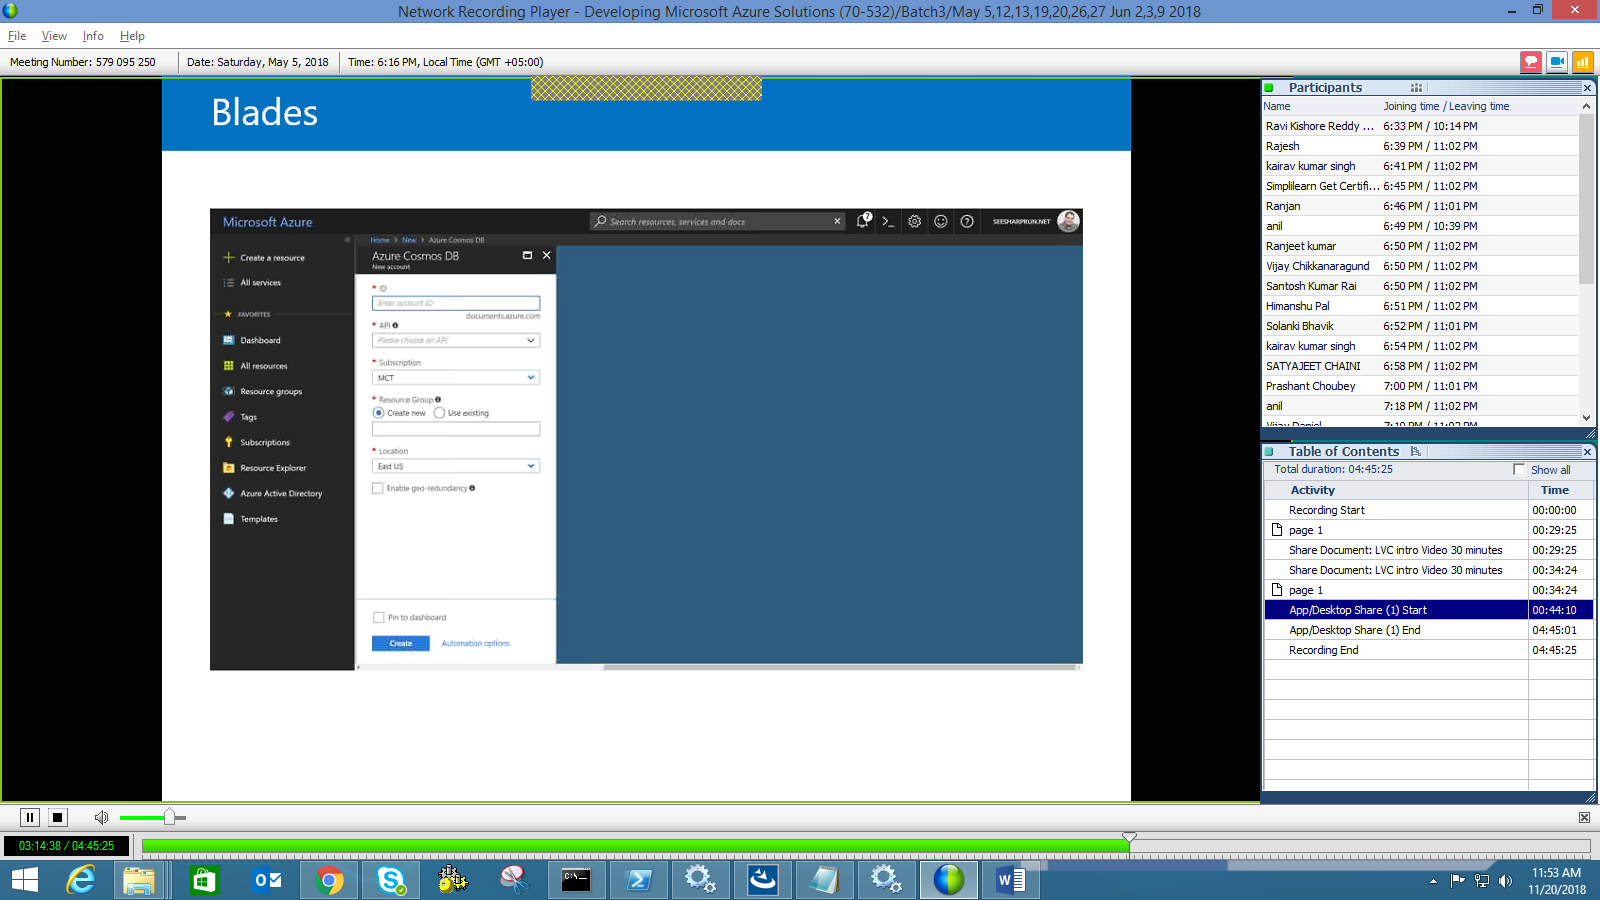 Network Recording Player - Developing Microsoft Azure Solutions (70-532)/Batch3/May 5,12,13,19,20,26,27 Jun 2,3,9 2018
File View Info Help
Meeting Number: 579 095 250 Date: Saturday, May 5, 2018 Time: 6:16 PM, Local Time (GMT +05:00)
Blades
Microsoft Azure
Search resources, services and docs
7
SEESHARPRUN.NET
Create a resource
All services
FAVORITES
Dashboard
All resources
Resource groups
Tags
Subscriptions
Resource Explorer
Azure Active Directory
Templates
Home > New > Azure Cosmos DB
Azure Cosmos DB
New account
* ID
Enter account ID
documents.azure.com
* API
Please choose an API
* Subscription
MCT
* Resource Group
Create new Use existing
* Location
East US
Enable geo-redundancy
Pin to dashboard
Create Automation options
Participants
Name Joining time / Leaving time
Ravi Kishore Reddy ... 6:33 PM / 10:14 PM
Rajesh 6:39 PM / 11:02 PM
kairav kumar singh 6:41 PM / 11:02 PM
Simplilearn Get Certifi... 6:45 PM / 11:02 PM
Ranjan 6:46 PM / 11:01 PM
anil 6:49 PM / 10:39 PM
Ranjeet kumar 6:50 PM / 11:02 PM
Vijay Chikkanaragund 6:50 PM / 11:02 PM
Santosh Kumar Rai 6:50 PM / 11:02 PM
Himanshu Pal 6:51 PM / 11:02 PM
Solanki Bhavik 6:52 PM / 11:01 PM
kairav kumar singh 6:54 PM / 11:02 PM
SATYAJEET CHAINI 6:58 PM / 11:02 PM
Prashant Choubey 7:00 PM / 11:01 PM
anil 7:18 PM / 11:02 PM
Vijay Daniel 7:19 PM / 11:02 PM
Table of Contents
Total duration: 04:45:25 Show all
Activity Time
Recording Start 00:00:00
page 1 00:29:25
Share Document: LVC intro Video 30 minutes 00:29:25
Share Document: LVC intro Video 30 minutes 00:34:24
page 1 00:34:24
App/Desktop Share (1) Start 00:44:10
App/Desktop Share (1) End 04:45:01
Recording End 04:45:25
03:14:38 / 04:45:25
11:53 AM
11/20/2018